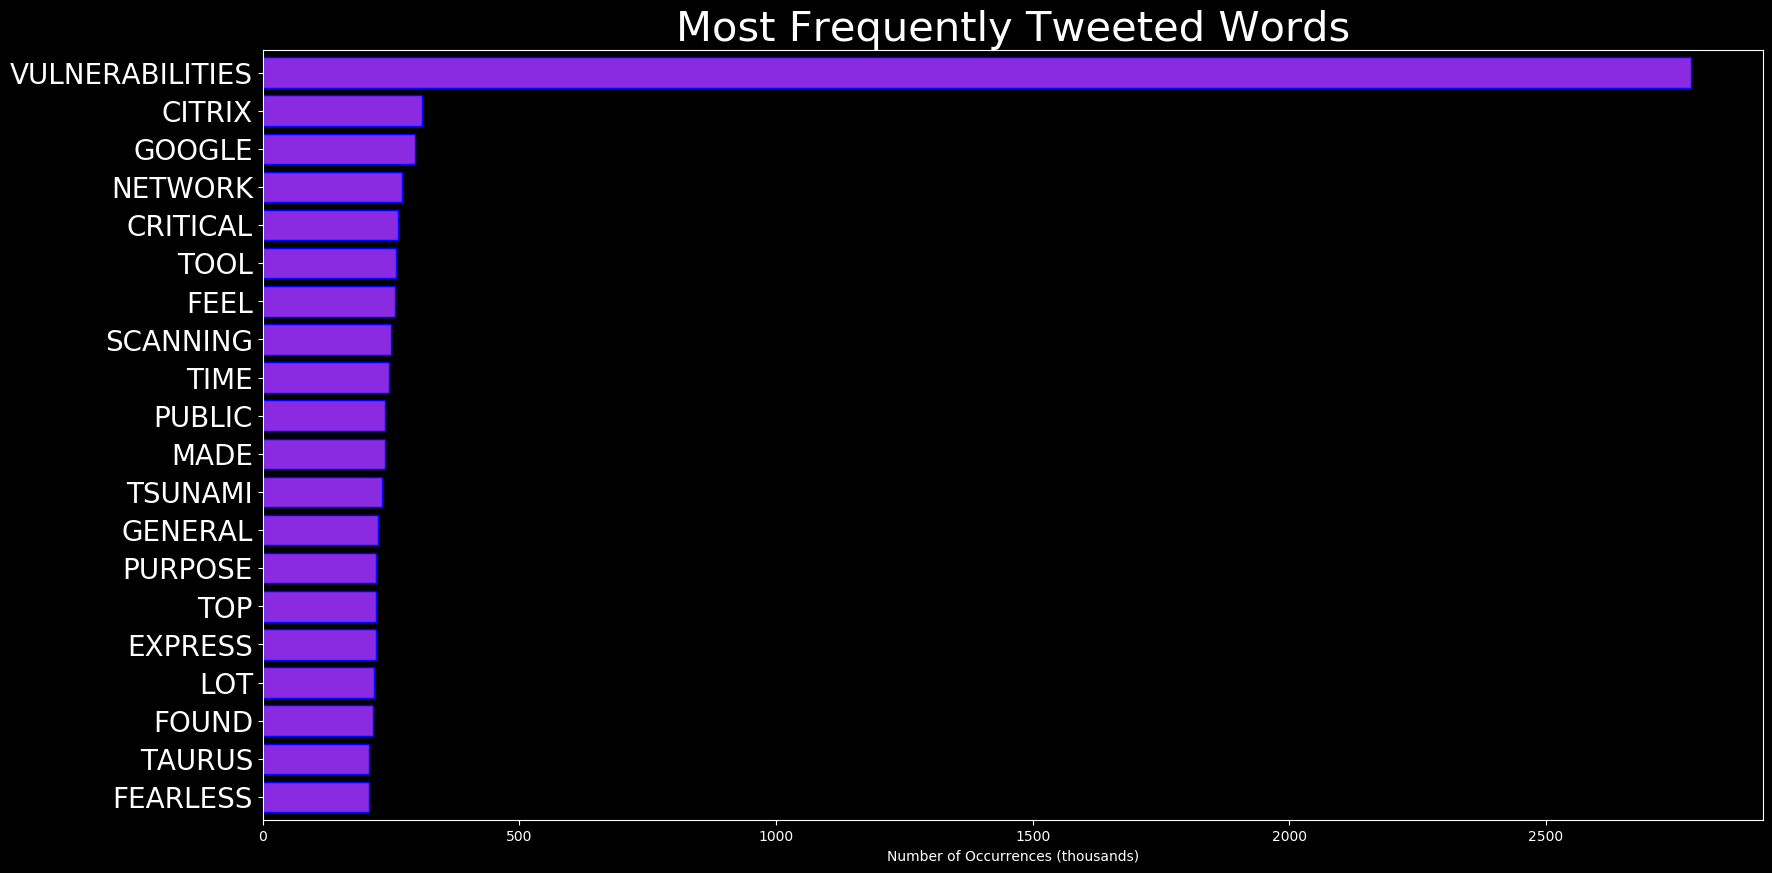 Most Frequently Tweeted Words
VULNERABILITIES
CITRIX
GOOGLE
NETWORK
CRITICAL
TOOL
FEEL
SCANNING
TIME
PUBLIC
MADE
TSUNAMI
GENERAL
PURPOSE
TOP
EXPRESS
LOT
FOUND
TAURUS
FEARLESS
0 500 1000 1500 2000 2500
Number of Occurrences (thousands)